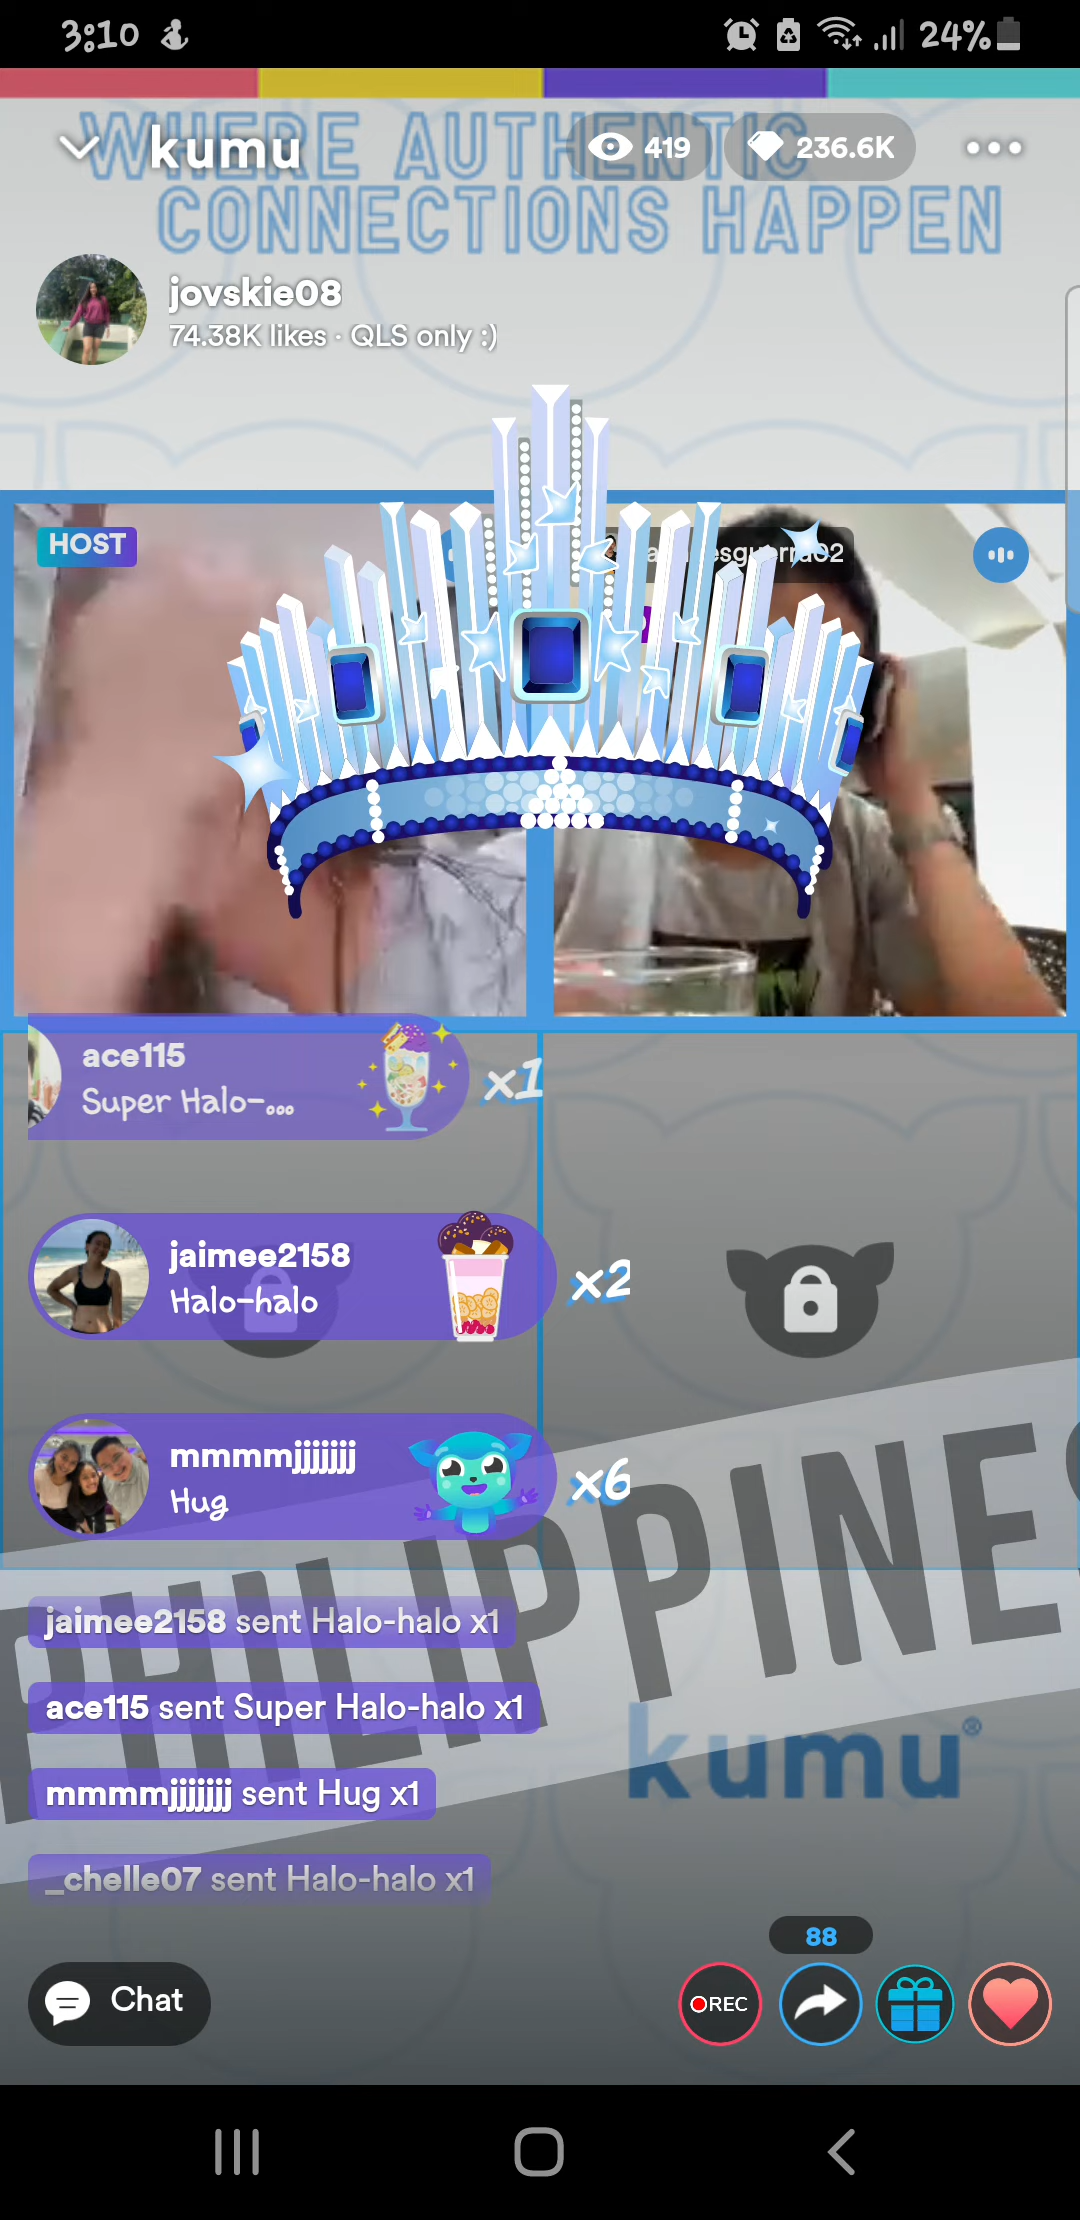 3:10
24%
WHERE AUTHENTIC
kumu
419
236.6K
CONNECTIONS HAPPEN
jovskie08
74.38K likes · QLS only :)
HOST
ace115
Super Halo-...
x1
jaimee2158
Halo-halo
x2
mmmmjjjjjjj
Hug
x6
PHILIPPINES
jaimee2158 sent Halo-halo x1
ace115 sent Super Halo-halo x1
mmmmjjjjjjj sent Hug x1
_chelle07 sent Halo-halo x1
kumu®
88
Chat
REC